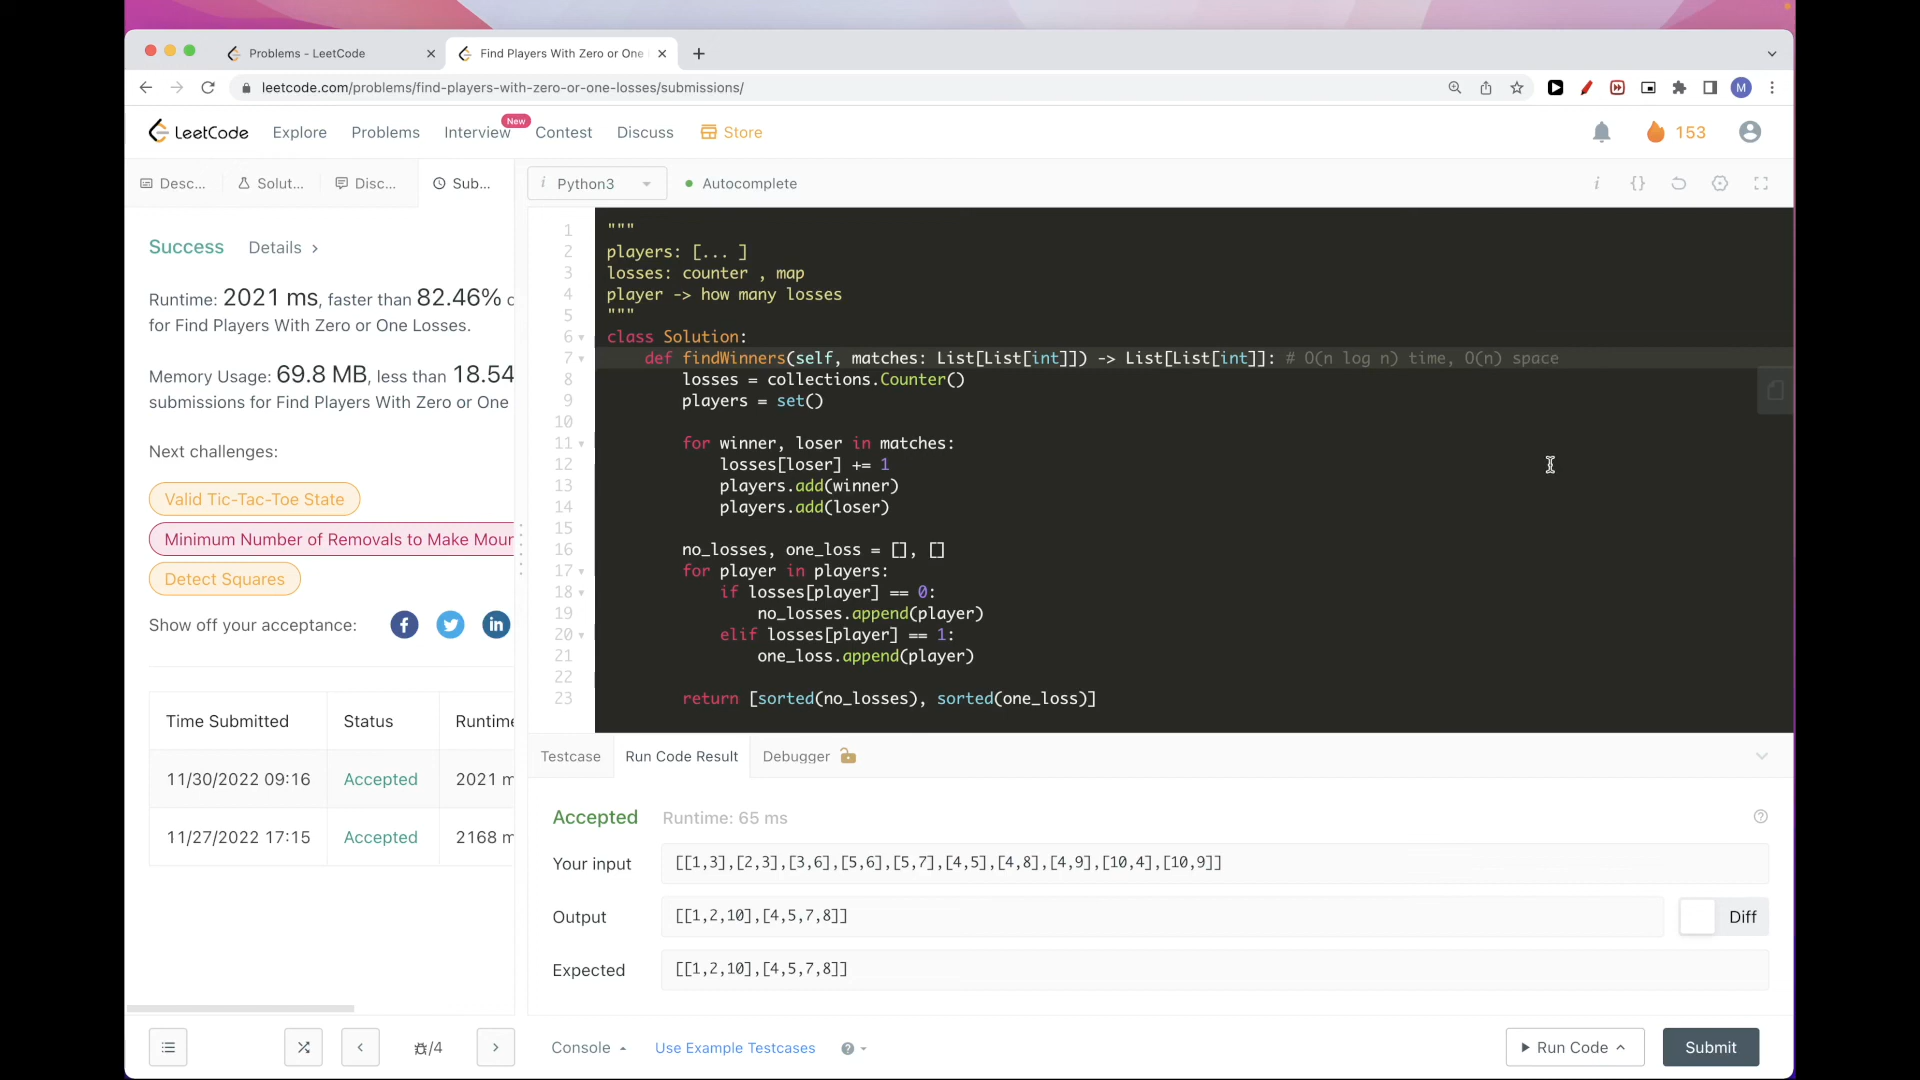 Problems - LeetCode
Find Players With Zero or One
leetcode.com/problems/find-players-with-zero-or-one-losses/submissions/
M
LeetCode Explore Problems Interview New Contest Discuss Store
153
Desc... Solut... Disc... Sub...
i Python3 Autocomplete
i {}
Success Details >
Runtime: 2021 ms, faster than 82.46%
for Find Players With Zero or One Losses.
Memory Usage: 69.8 MB, less than 18.54
submissions for Find Players With Zero or One
Next challenges:
Valid Tic-Tac-Toe State
Minimum Number of Removals to Make Mour
Detect Squares
Show off your acceptance:
f in
Time Submitted Status Runtime
11/30/2022 09:16 Accepted 2021 m
11/27/2022 17:15 Accepted 2168 m
/4
1 """
2 players: [... ]
3 losses: counter , map
4 player -> how many losses
5 """
6 class Solution:
7 def findWinners(self, matches: List[List[int]]) -> List[List[int]]: # O(n log n) time, O(n) space
8 losses = collections.Counter()
9 players = set()
10
11 for winner, loser in matches:
12 losses[loser] += 1
13 players.add(winner)
14 players.add(loser)
15
16 no_losses, one_loss = [], []
17 for player in players:
18 if losses[player] == 0:
19 no_losses.append(player)
20 elif losses[player] == 1:
21 one_loss.append(player)
22
23 return [sorted(no_losses), sorted(one_loss)]
Testcase Run Code Result Debugger
Accepted Runtime: 65 ms
Your input [[1,3],[2,3],[3,6],[5,6],[5,7],[4,5],[4,8],[4,9],[10,4],[10,9]]
Output [[1,2,10],[4,5,7,8]]
Diff
Expected [[1,2,10],[4,5,7,8]]
Console Use Example Testcases ?
Run Code Submit